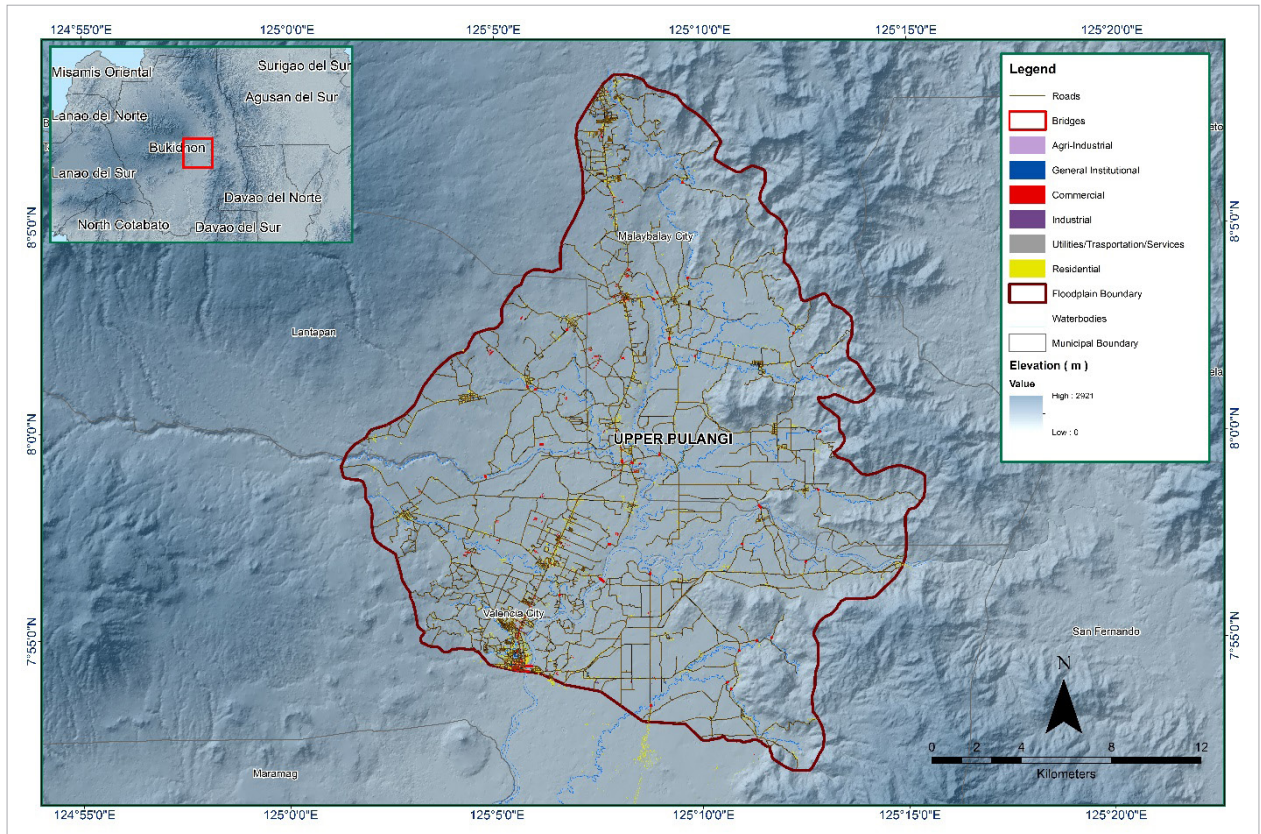 124°55'0"E 125°0'0"E 125°5'0"E 125°10'0"E 125°15'0"E 125°20'0"E
Misamis Oriental
Surigao del Sur
Agusan del Sur
Lanao del Norte
Bukidnon
Lanao del Sur
Davao del Norte
North Cotabato
Davao del Sur
Legend
Roads
Bridges
Agri-Industrial
General Institutional
Commercial
Industrial
Utilities/Trasportation/Services
Residential
Floodplain Boundary
Waterbodies
Municipal Boundary
Elevation ( m )
Value
High : 2921
Low : 0
8°5'0"N
8°5'0"N
Malaybalay City
Lantapan
8°0'0"N
8°0'0"N
UPPER PULANGI
Valencia City
7°55'0"N
7°55'0"N
San Fernando
N
Maramag
0 2 4 8 12
Kilometers
124°55'0"E 125°0'0"E 125°5'0"E 125°10'0"E 125°15'0"E 125°20'0"E